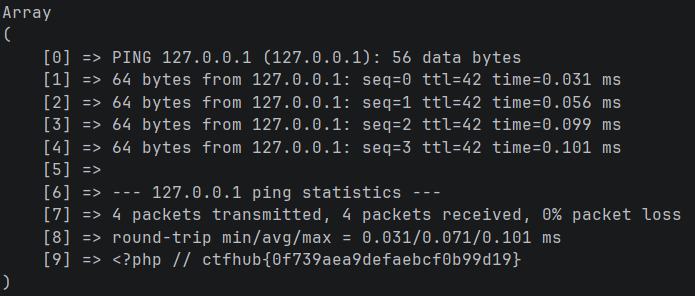 Array
(
    [0] => PING 127.0.0.1 (127.0.0.1): 56 data bytes
    [1] => 64 bytes from 127.0.0.1: seq=0 ttl=42 time=0.031 ms
    [2] => 64 bytes from 127.0.0.1: seq=1 ttl=42 time=0.056 ms
    [3] => 64 bytes from 127.0.0.1: seq=2 ttl=42 time=0.099 ms
    [4] => 64 bytes from 127.0.0.1: seq=3 ttl=42 time=0.101 ms
    [5] =>
    [6] => --- 127.0.0.1 ping statistics ---
    [7] => 4 packets transmitted, 4 packets received, 0% packet loss
    [8] => round-trip min/avg/max = 0.031/0.071/0.101 ms
    [9] => <?php // ctfhub{0f739aea9defaebcf0b99d19}
)